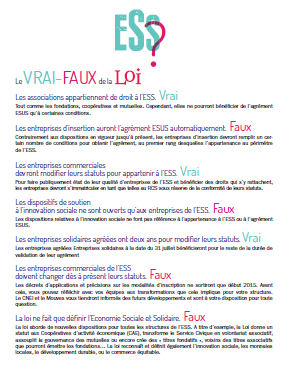 ESS?
Le VRAI-FAUX de la Loi
Les associations appartiennent de droit à l'ESS. Vrai
Tout comme les fondations, coopératives et mutuelles. Cependant, elles ne pourront bénéficier de l'agrément
ESUS qu'à certaines conditions.
Les entreprises d'insertion auront l'agrément ESUS automatiquement. Faux
Contrairement aux dispositions en vigueur jusqu'à présent, les entreprises d'insertion devront remplir un cer-
tain nombre de conditions pour obtenir l'agrément, au premier rang desquelles l'appartenance au périmètre
de l'ESS.
Les entreprises commerciales
devront modifier leurs statuts pour appartenir à l'ESS. Vrai
Pour faire publiquement état de leur qualité d'entreprise de l'ESS et bénéficier des droits qui s'y rattachent,
les entreprises devront s'immatriculer en tant que telles au RCS sous réserve de la conformité de leurs statuts.
Les dispositifs de soutien
à l'innovation sociale ne sont ouverts qu'aux entreprises de l'ESS. Faux
Les dispositions relatives à l'innovation sociale ne font pas référence à l'appartenance à l'ESS ou à l'agrément
ESUS.
Les entreprises solidaires agréées ont deux ans pour modifier leurs statuts. Vrai
Les entreprises agréées Entreprises solidaires à la date du 31 juillet bénéficieront pour le reste de la durée de
validation de leur agrément
Les entreprises commerciales de l'ESS
doivent changer dès à présent leurs statuts. Faux
Les décrets d'applications et précisions sur les modalités d'inscription ne sortiront que début 2015. Avant
cela, vous pouvez réfléchir avec vos équipes aux transformations que cela implique pour votre structure.
Le CNEI et le Mouves vous tiendront informés des futurs développements et sont à votre disposition pour toute
question.
La loi ne fait que définir l'Economie Sociale et Solidaire. Faux
La loi aborde de nouvelles dispositions pour toutes les structures de l'ESS. A titre d'exemple, la Loi donne un
statut aux Coopératives d'activité économique (CAE), transforme le Service Civique en volontariat associatif,
assouplit la gouvernance des mutuelles ou encore crée des « titres fondatifs », voisins des titres associatifs
que pourront émettre les fondations... La loi reconnaît et définit également l'innovation sociale, les monnaies
locales, le développement durable, ou le commerce équitable.